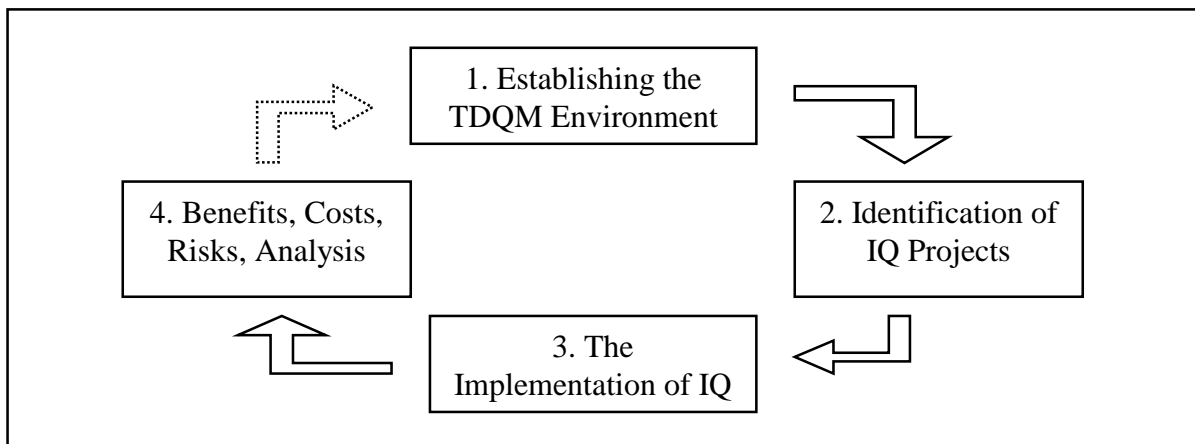 1. Establishing the
TDQM Environment
2. Identification of
IQ Projects
3. The
Implementation of IQ
4. Benefits, Costs,
Risks, Analysis